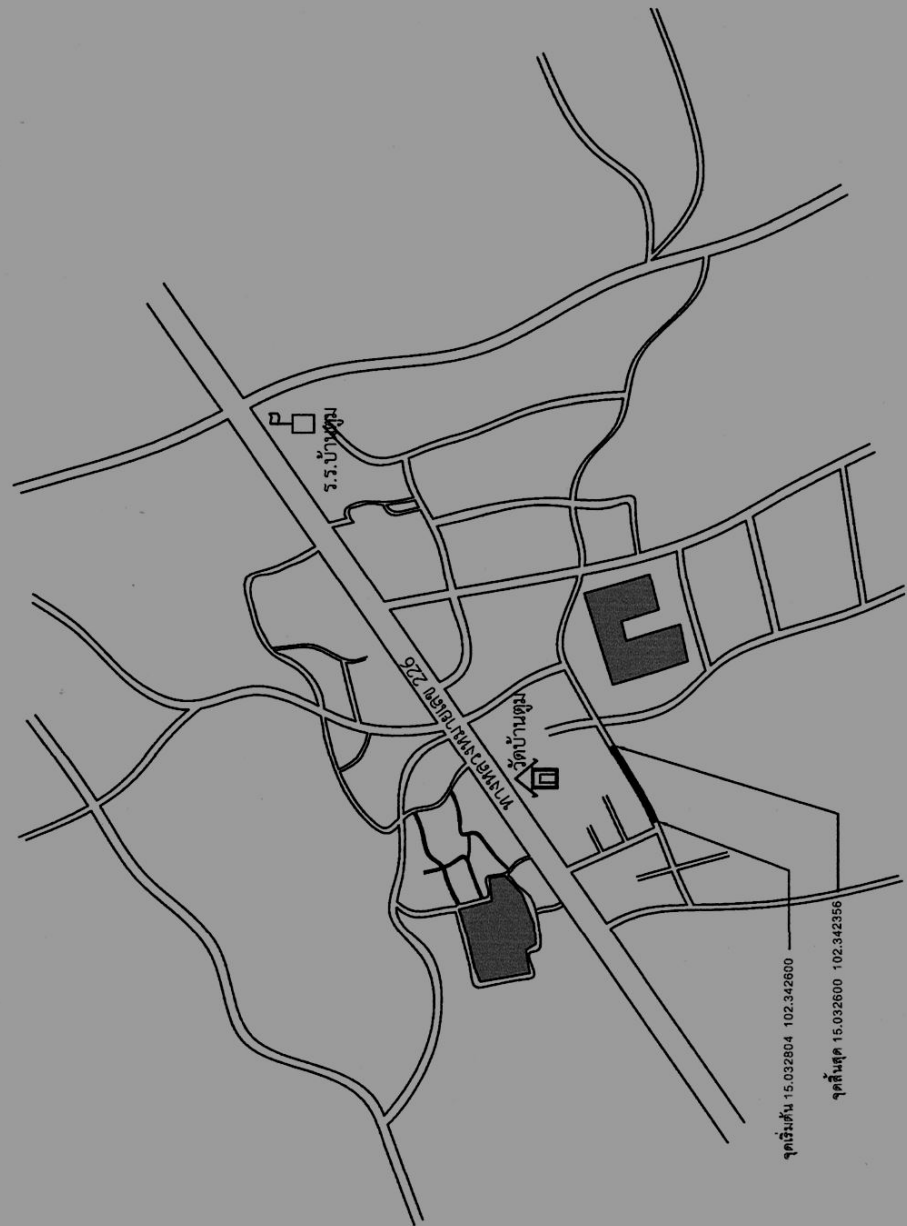 ร.ร.บ้านตูม
ทางหลวงหมายเลข 226
วัดบ้านตูม
จุดเริ่มต้น 15.032804 102.342600
จุดสิ้นสุด 15.032600 102.342356